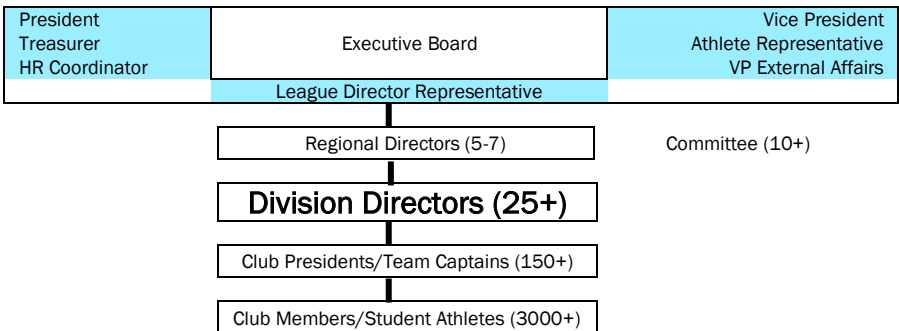 President
Treasurer
HR Coordinator
Executive Board
Vice President
Athlete Representative
VP External Affairs
League Director Representative
Regional Directors (5-7)
Committee (10+)
Division Directors (25+)
Club Presidents/Team Captains (150+)
Club Members/Student Athletes (3000+)